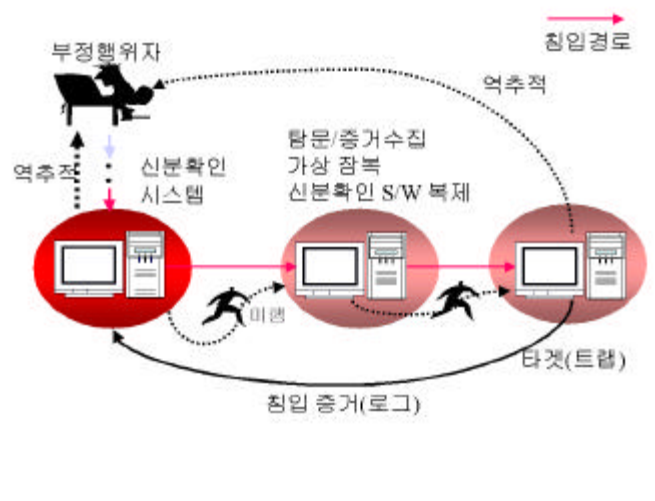 침입경로
부정행위자
역추적
탐문/증거수집
가상 잠복
신분확인 S/W 복제
신분확인
시스템
역추적
미행
타겟(트랩)
침입 증거(로그)